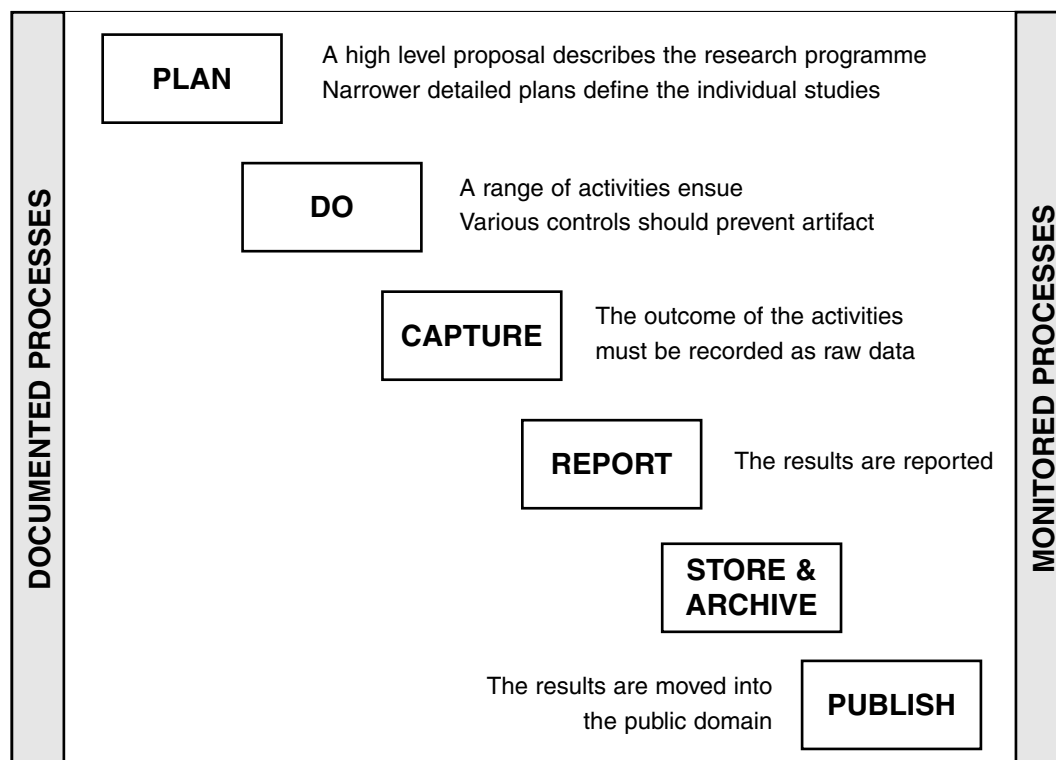 DOCUMENTED PROCESSES
PLAN
A high level proposal describes the research programme
Narrower detailed plans define the individual studies
DO
A range of activities ensue
Various controls should prevent artifact
CAPTURE
The outcome of the activities
must be recorded as raw data
REPORT
The results are reported
STORE &
ARCHIVE
The results are moved into
the public domain
PUBLISH
MONITORED PROCESSES